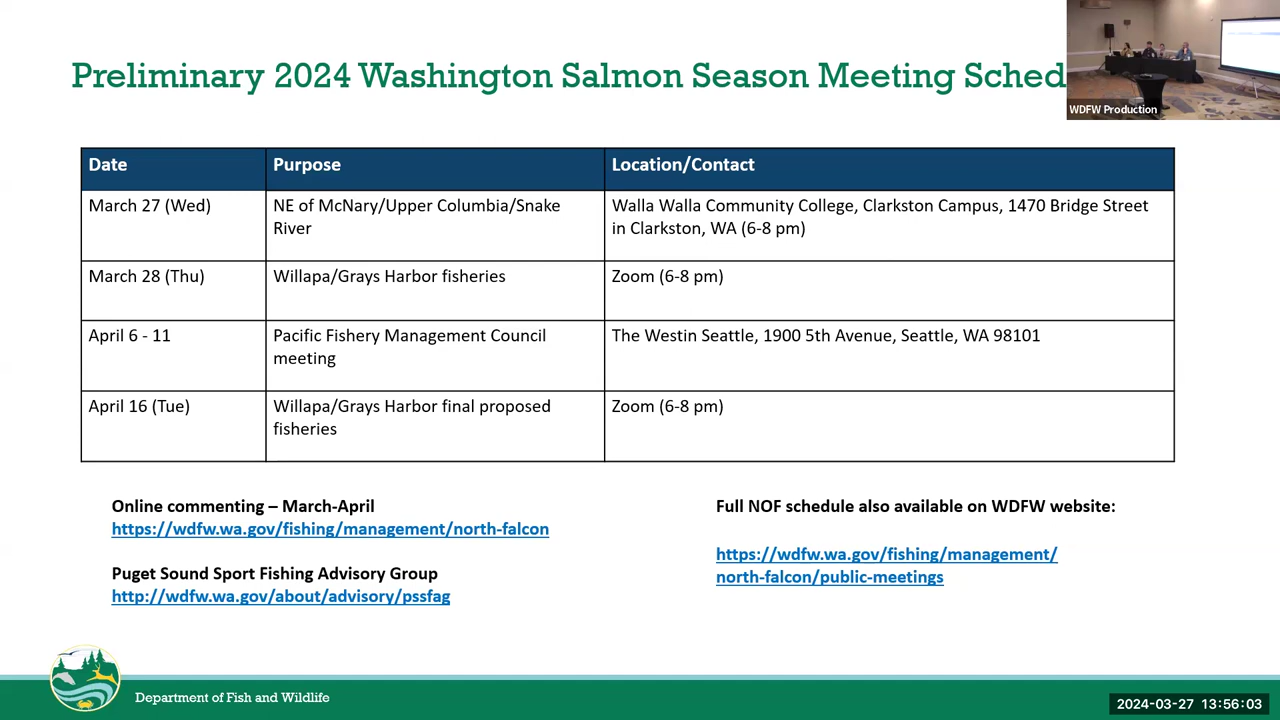 Preliminary 2024 Washington Salmon Season Meeting Sched
WDFW Production
Date Purpose Location/Contact
March 27 (Wed) NE of McNary/Upper Columbia/Snake Walla Walla Community College, Clarkston Campus, 1470 Bridge Street
River in Clarkston, WA (6-8 pm)
March 28 (Thu) Willapa/Grays Harbor fisheries Zoom (6-8 pm)
April 6 - 11 Pacific Fishery Management Council The Westin Seattle, 1900 5th Avenue, Seattle, WA 98101
meeting
April 16 (Tue) Willapa/Grays Harbor final proposed Zoom (6-8 pm)
fisheries
Online commenting – March-April
https://wdfw.wa.gov/fishing/management/north-falcon
Puget Sound Sport Fishing Advisory Group
http://wdfw.wa.gov/about/advisory/pssfag
Full NOF schedule also available on WDFW website:
https://wdfw.wa.gov/fishing/management/
north-falcon/public-meetings
Department of Fish and Wildlife
2024-03-27 13:56:03